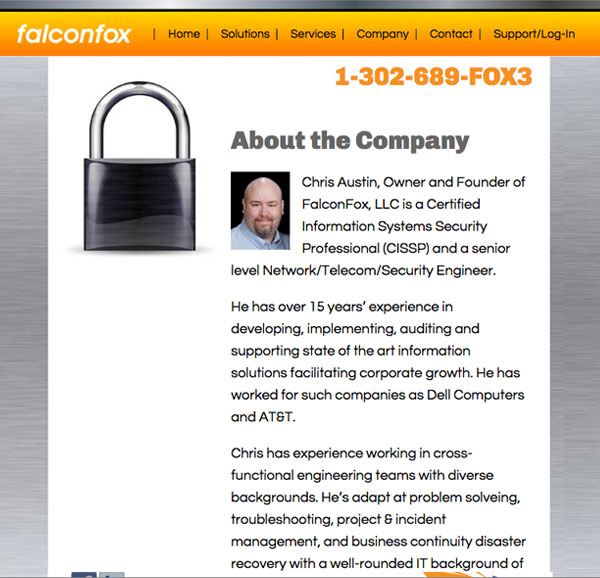 falconfox | Home | Solutions | Services | Company | Contact | Support/Log-In
1-302-689-FOX3
About the Company
Chris Austin, Owner and Founder of
FalconFox, LLC is a Certified
Information Systems Security
Professional (CISSP) and a senior
level Network/Telecom/Security Engineer.
He has over 15 years’ experience in
developing, implementing, auditing and
supporting state of the art information
solutions facilitating corporate growth. He has
worked for such companies as Dell Computers
and AT&T.
Chris has experience working in cross-
functional engineering teams with diverse
backgrounds. He’s adapt at problem solveing,
troubleshooting, project & incident
management, and business continuity disaster
recovery with a well-rounded IT background of